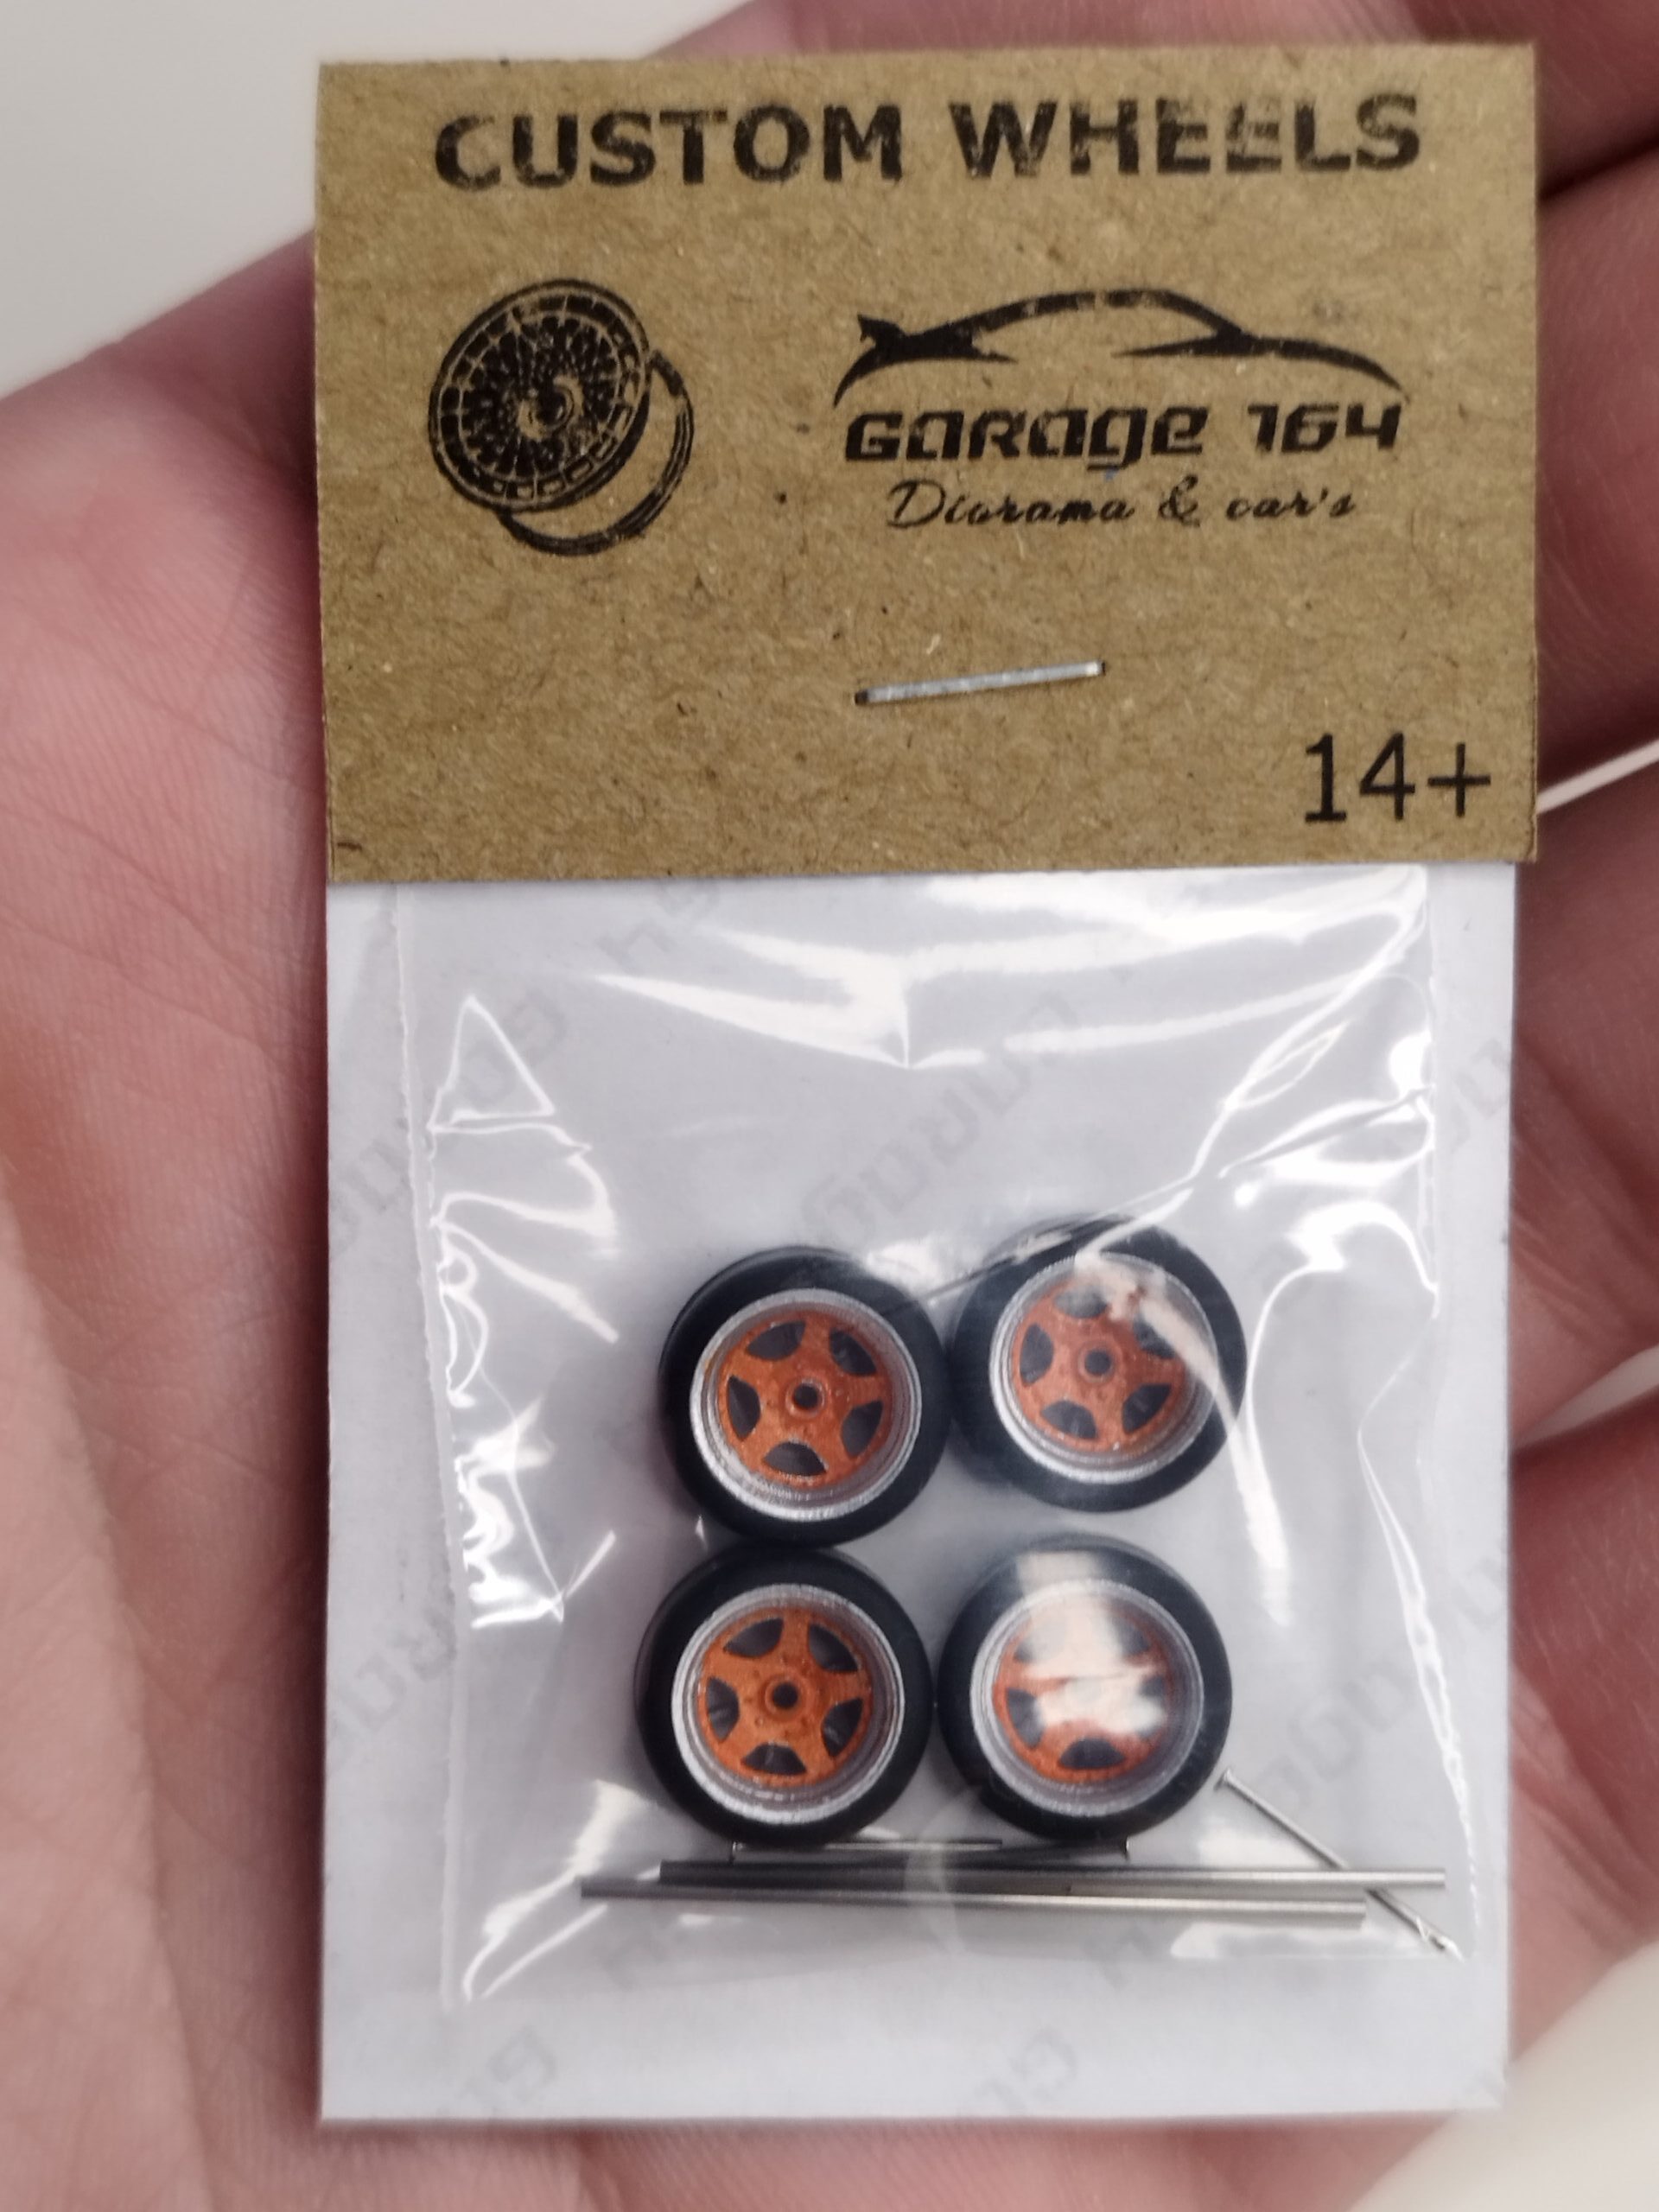 CUSTOM WHEELS
GARAGE 164
Diorama & car's
14+